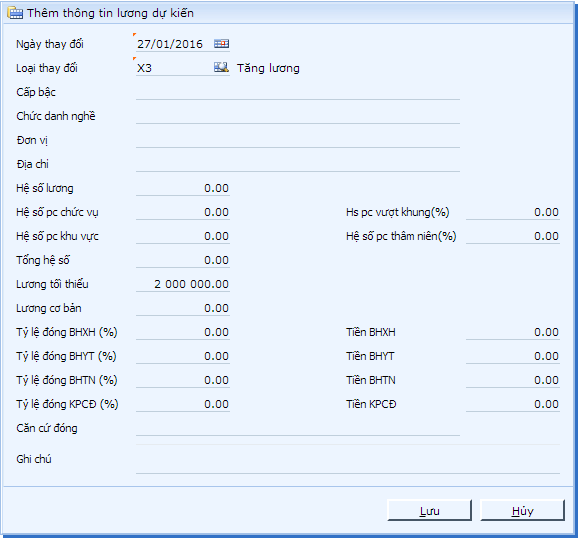 Thêm thông tin lương dự kiến
Ngày thay đổi 27/01/2016
Loại thay đổi X3 Tăng lương
Cấp bậc
Chức danh nghề
Đơn vị
Địa chỉ
Hệ số lương 0.00
Hệ số pc chức vụ 0.00 Hs pc vượt khung(%) 0.00
Hệ số pc khu vực 0.00 Hệ số pc thâm niên(%) 0.00
Tổng hệ số 0.00
Lương tối thiểu 2 000 000.00
Lương cơ bản 0.00
Tỷ lệ đóng BHXH (%) 0.00 Tiền BHXH 0.00
Tỷ lệ đóng BHYT (%) 0.00 Tiền BHYT 0.00
Tỷ lệ đóng BHTN (%) 0.00 Tiền BHTN 0.00
Tỷ lệ đóng KPCĐ (%) 0.00 Tiền KPCĐ 0.00
Căn cứ đóng
Ghi chú
Lưu Hủy